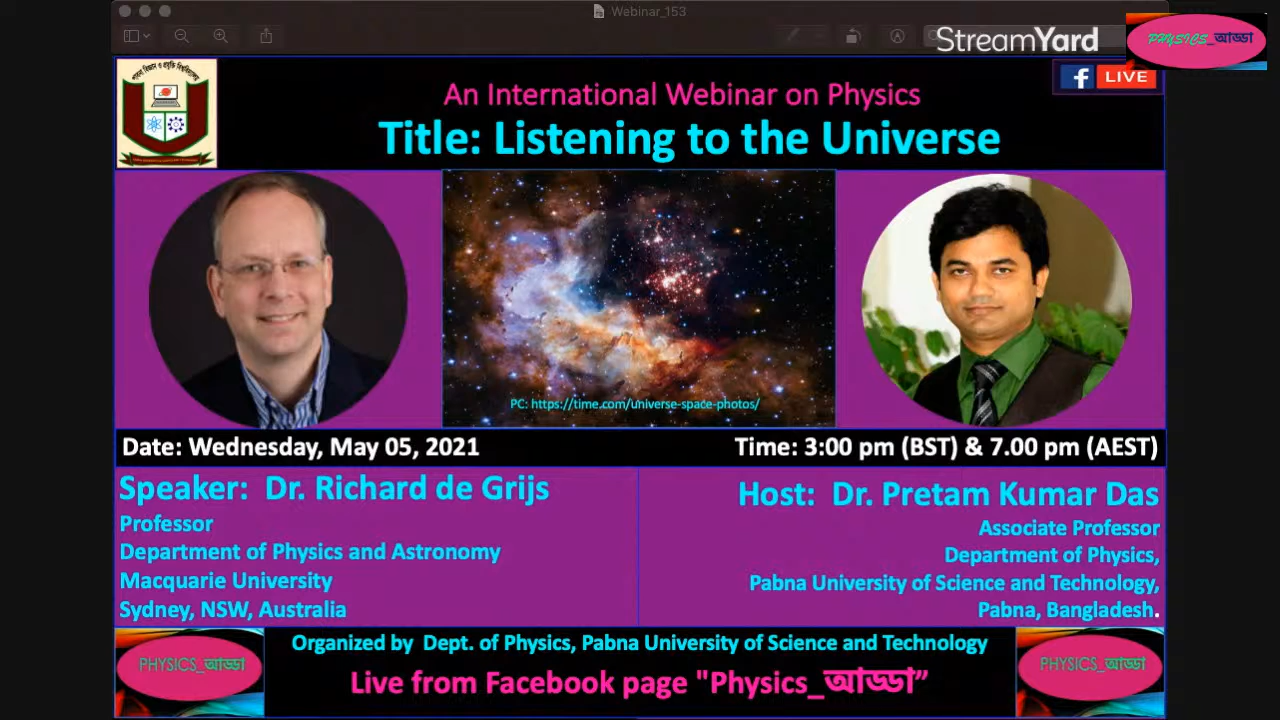 Webinar_153
StreamYard
PHYSICS_আড্ডা
LIVE
An International Webinar on Physics
Title: Listening to the Universe
PC: https://time.com/universe-space-photos/
Date: Wednesday, May 05, 2021
Time: 3:00 pm (BST) & 7.00 pm (AEST)
Speaker: Dr. Richard de Grijs
Professor
Department of Physics and Astronomy
Macquarie University
Sydney, NSW, Australia
Host: Dr. Pretam Kumar Das
Associate Professor
Department of Physics,
Pabna University of Science and Technology,
Pabna, Bangladesh.
PHYSICS_আড্ডা
Organized by Dept. of Physics, Pabna University of Science and Technology
Live from Facebook page "Physics_আড্ডা”
PHYSICS_আড্ডা